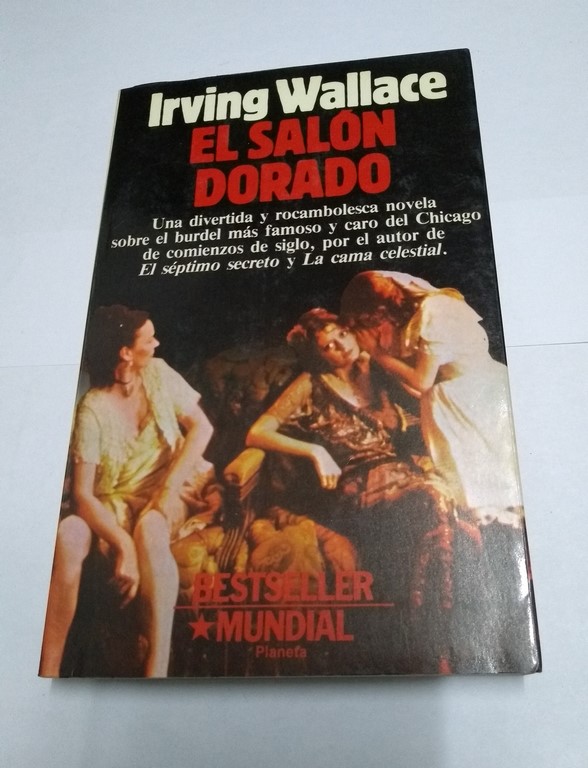 Irving Wallace
EL SALÓN
DORADO
Una divertida y rocambolesca novela
sobre el burdel más famoso y caro del Chicago
de comienzos de siglo, por el autor de
El séptimo secreto y La cama celestial.
BESTSELLER
★MUNDIAL
Planeta